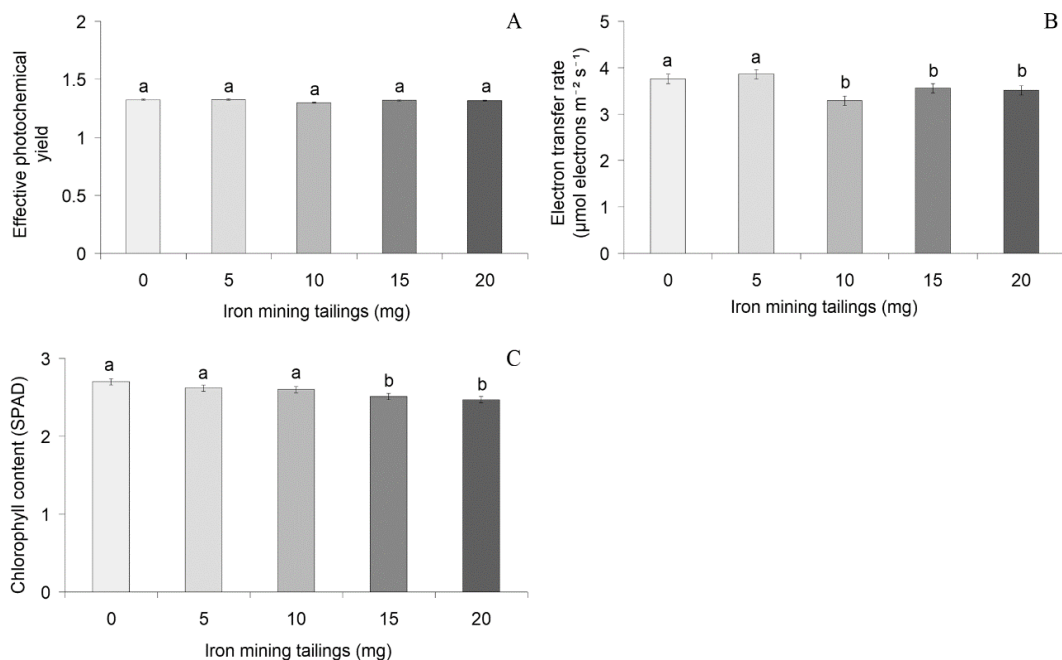 A
Effective photochemical
yield
2
1.5
1
0.5
0
a a a a a
0 5 10 15 20
Iron mining tailings (mg)
B
Electron transfer rate
(µmol electrons m⁻² s⁻¹)
5
4
3
2
1
0
a a b b b
0 5 10 15 20
Iron mining tailings (mg)
C
Chlorophyll content (SPAD)
3
2
1
0
a a a b b
0 5 10 15 20
Iron mining tailings (mg)